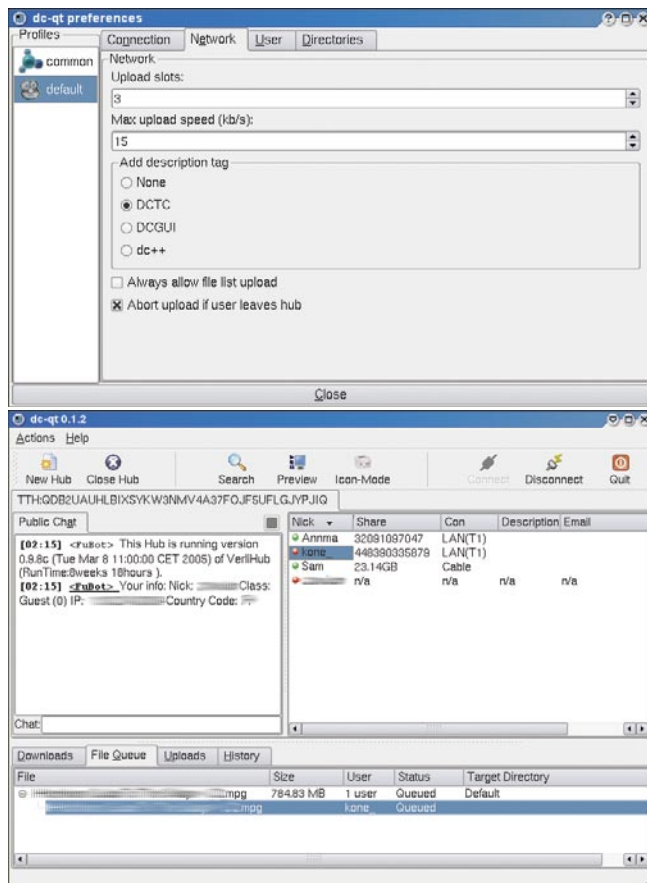 dc-qt preferences
Profiles
common
default
Connection Network User Directories
Network
Upload slots:
3
Max upload speed (kb/s):
15
Add description tag
None
DCTC
DCGUI
dc++
Always allow file list upload
Abort upload if user leaves hub
Close
dc-qt 0.1.2
Actions Help
New Hub Close Hub Search Preview Icon-Mode Connect Disconnect Quit
TTH:QDB2UAUHLBIXSYKW3NMV4A37FOJF5UFLGJYPJIQ
Public Chat
[02:15] <FuBot> This Hub is running version
0.9.8c (Tue Mar 8 11:00:00 CET 2005) of VerliHub
(RunTime:8weeks 18hours ).
[02:15] <FuBot> Your info: Nick: Class:
Guest (0) IP: Country Code:
Chat:
Nick Share Con Description Email
Annma 32091097047 LAN(T1)
kone_ 448390335879 LAN(T1)
Sam 23.14GB Cable
n/a n/a n/a n/a
Downloads File Queue Uploads History
File Size User Status Target Directory
.mpg 784.83 MB 1 user Queued Default
.mpg kone_ Queued